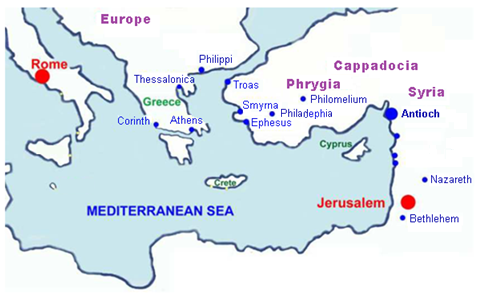 Europe
Rome
Philippi
Cappadocia
Thessalonica
Troas
Phrygia
Syria
Greece
Philomelium
Smyrna
Philadephia
Antioch
Corinth
Athens
Ephesus
Cyprus
Crete
Nazareth
Jerusalem
MEDITERRANEAN SEA
Bethlehem